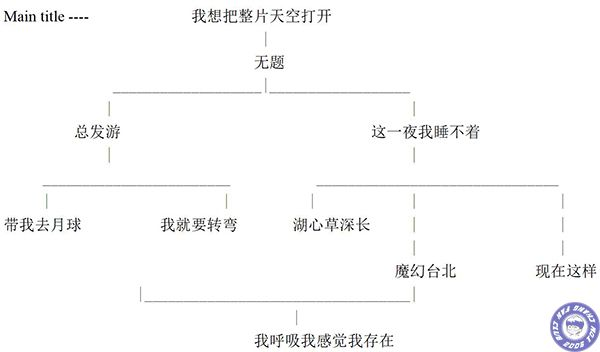 Main title ---- 我想把整片天空打开
无题
总发游 这一夜我睡不着
带我去月球 我就要转弯 湖心草深长
魔幻台北 现在这样
我呼吸我感觉我存在